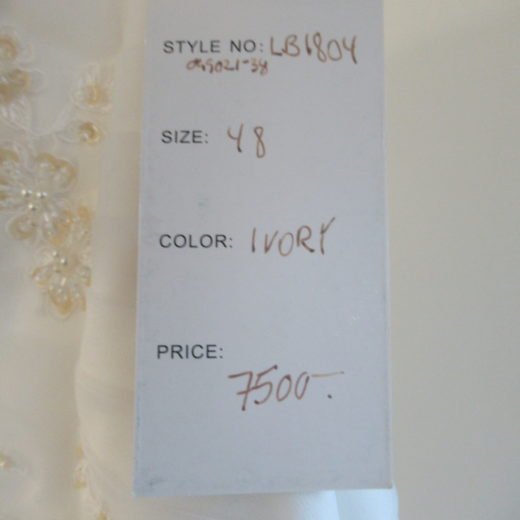 STYLE NO: LB1804
SIZE: 48
COLOR: IVORY
PRICE:
7500-.